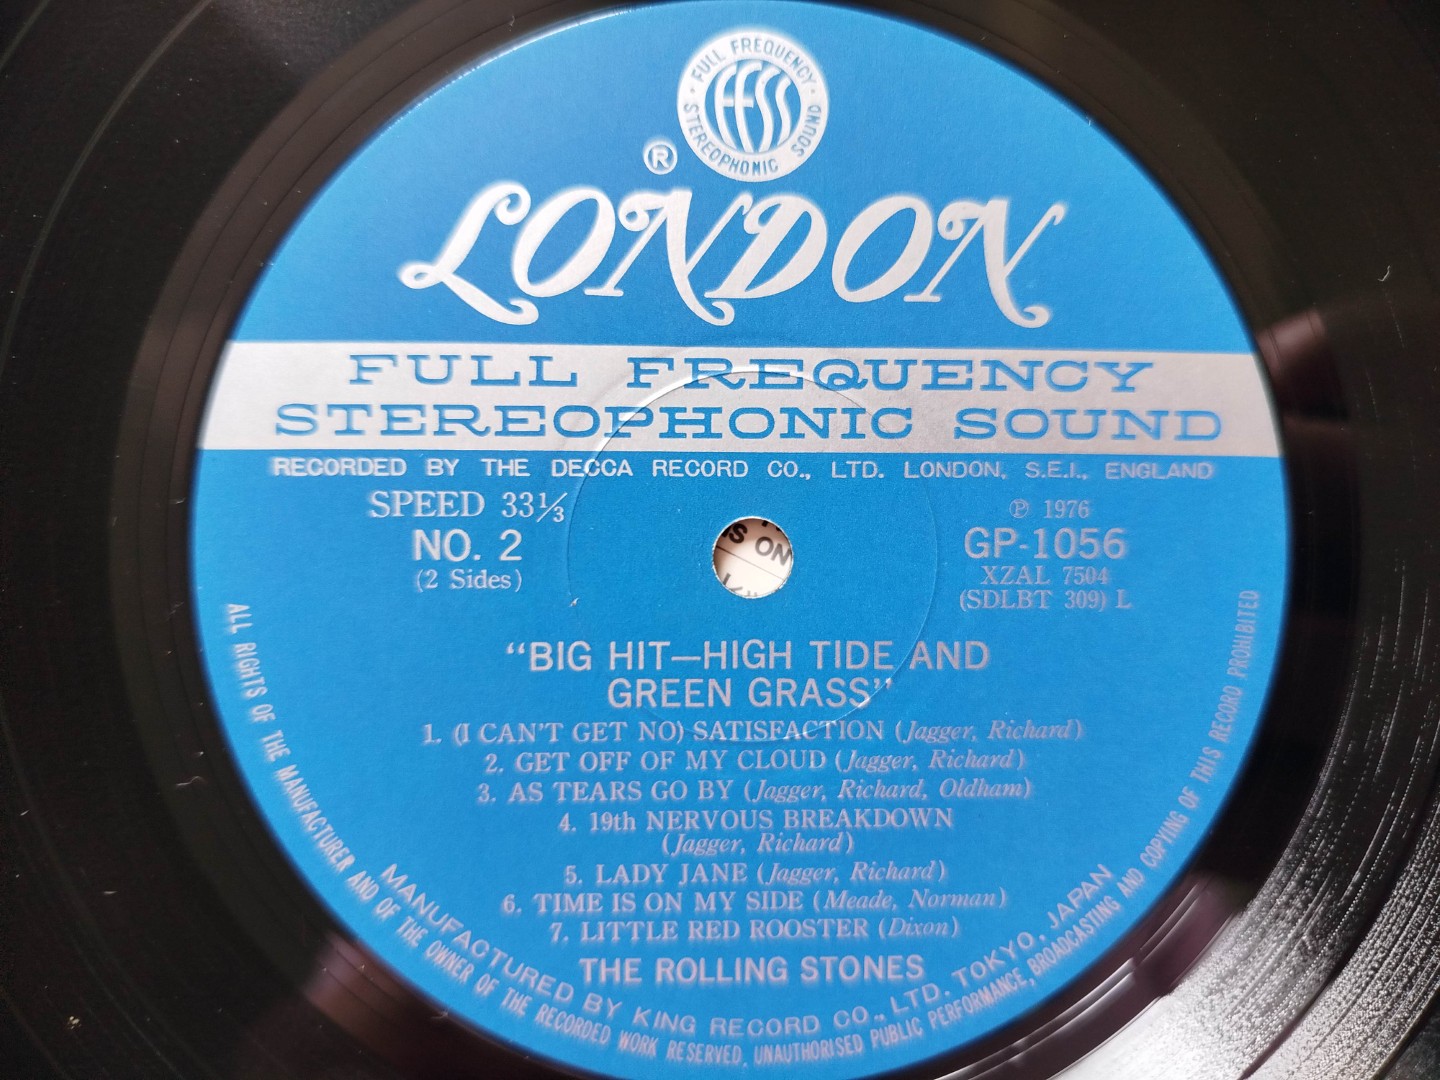 FULL FREQUENCY
ffss
STEREOPHONIC SOUND
®
LONDON
FULL FREQUENCY
STEREOPHONIC SOUND
RECORDED BY THE DECCA RECORD CO., LTD. LONDON, S.E.I., ENGLAND
SPEED 33⅓
NO. 2
(2 Sides)
℗ 1976
GP-1056
XZAL 7504
(SDLBT 309) L
S ON
"BIG HIT—HIGH TIDE AND
GREEN GRASS"
1. (I CAN'T GET NO) SATISFACTION (Jagger, Richard)
2. GET OFF OF MY CLOUD (Jagger, Richard)
3. AS TEARS GO BY (Jagger, Richard, Oldham)
4. 19th NERVOUS BREAKDOWN
(Jagger, Richard)
5. LADY JANE (Jagger, Richard)
6. TIME IS ON MY SIDE (Meade, Norman)
7. LITTLE RED ROOSTER (Dixon)
THE ROLLING STONES
MANUFACTURED BY KING RECORD CO., LTD. TOKYO, JAPAN
ALL RIGHTS OF THE MANUFACTURER AND OF THE OWNER OF THE RECORDED WORK RESERVED. UNAUTHORISED PUBLIC PERFORMANCE, BROADCASTING AND COPYING OF THIS RECORD PROHIBITED